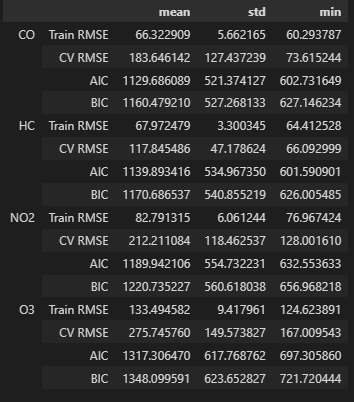 mean std min
CO Train RMSE 66.322909 5.662165 60.293787
CV RMSE 183.646142 127.437239 73.615244
AIC 1129.686089 521.374127 602.731649
BIC 1160.479210 527.268133 627.146234
HC Train RMSE 67.972479 3.300345 64.412528
CV RMSE 117.845486 47.178624 66.092999
AIC 1139.893416 534.967350 601.590901
BIC 1170.686537 540.855219 626.005485
NO2 Train RMSE 82.791315 6.061244 76.967424
CV RMSE 212.211084 118.462537 128.001610
AIC 1189.942106 554.732231 632.553633
BIC 1220.735227 560.618038 656.968218
O3 Train RMSE 133.494582 9.417961 124.623891
CV RMSE 275.745760 149.573827 167.009543
AIC 1317.306470 617.768762 697.305860
BIC 1348.099591 623.652827 721.720444